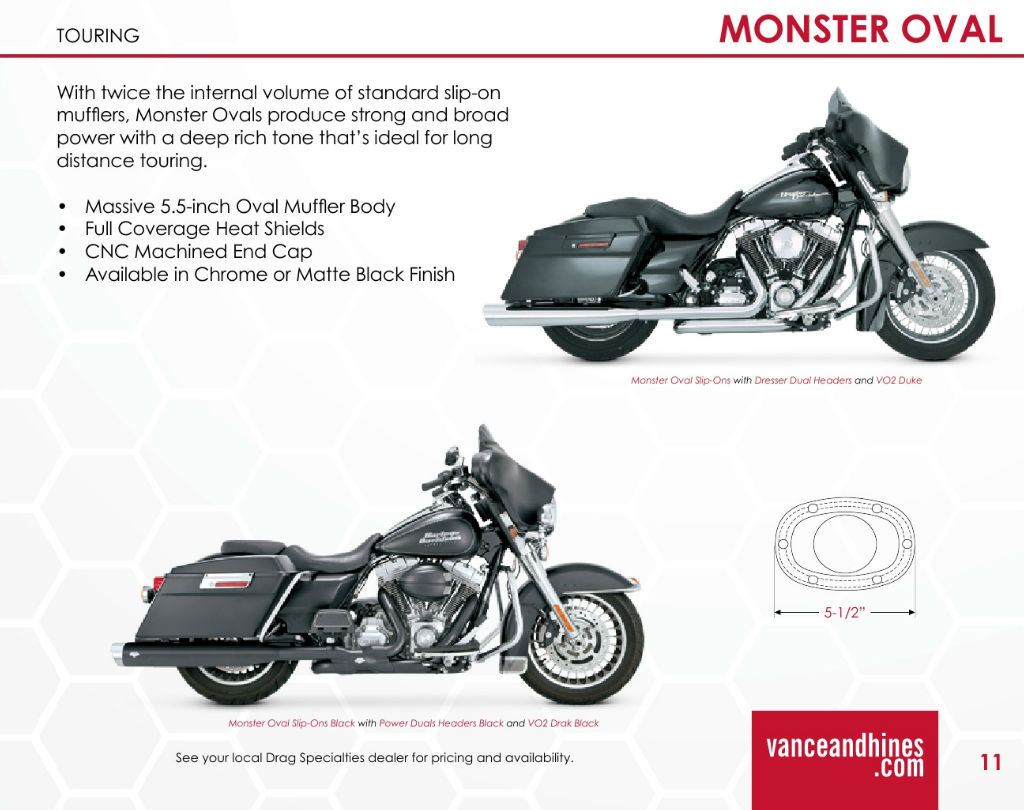 TOURING
MONSTER OVAL
With twice the internal volume of standard slip-on
mufflers, Monster Ovals produce strong and broad
power with a deep rich tone that’s ideal for long
distance touring.
• Massive 5.5-inch Oval Muffler Body
• Full Coverage Heat Shields
• CNC Machined End Cap
• Available in Chrome or Matte Black Finish
Monster Oval Slip-Ons with Dresser Dual Headers and VO2 Duke
Harley-Davidson
5-1/2”
Monster Oval Slip-Ons Black with Power Duals Headers Black and VO2 Drak Black
See your local Drag Specialties dealer for pricing and availability.
vanceandhines
.com
11